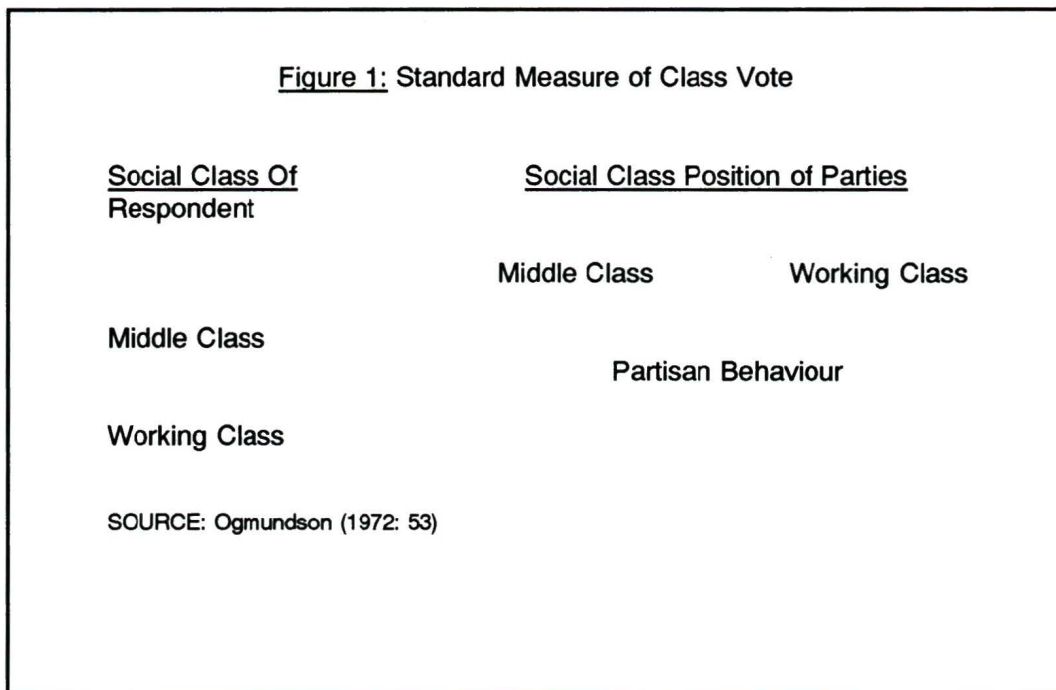 Figure 1: Standard Measure of Class Vote
Social Class Of Social Class Position of Parties
Respondent
Middle Class Working Class
Middle Class
Partisan Behaviour
Working Class
SOURCE: Ogmundson (1972: 53)